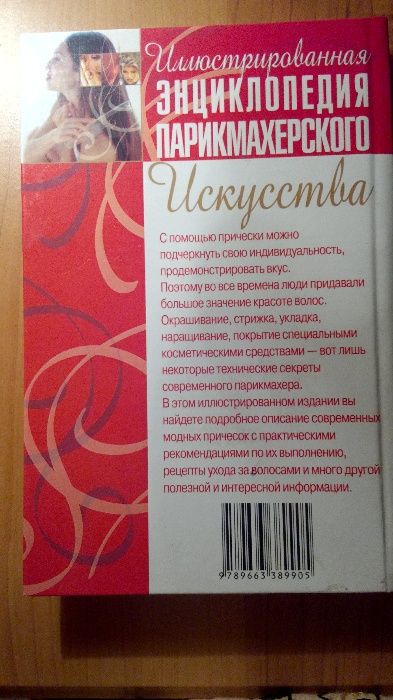 Иллюстрированная
ЭНЦИКЛОПЕДИЯ
ПАРИКМАХЕРСКОГО
Искусства
С помощью прически можно
подчеркнуть свою индивидуальность,
продемонстрировать вкус.
Поэтому во все времена люди придавали
большое значение красоте волос.
Окрашивание, стрижка, укладка,
наращивание, покрытие специальными
косметическими средствами — вот лишь
некоторые технические секреты
современного парикмахера.
В этом иллюстрированном издании вы
найдете подробное описание современных
модных причесок с практическими
рекомендациями по их выполнению,
рецепты ухода за волосами и много другой
полезной и интересной информации.
9789663389905